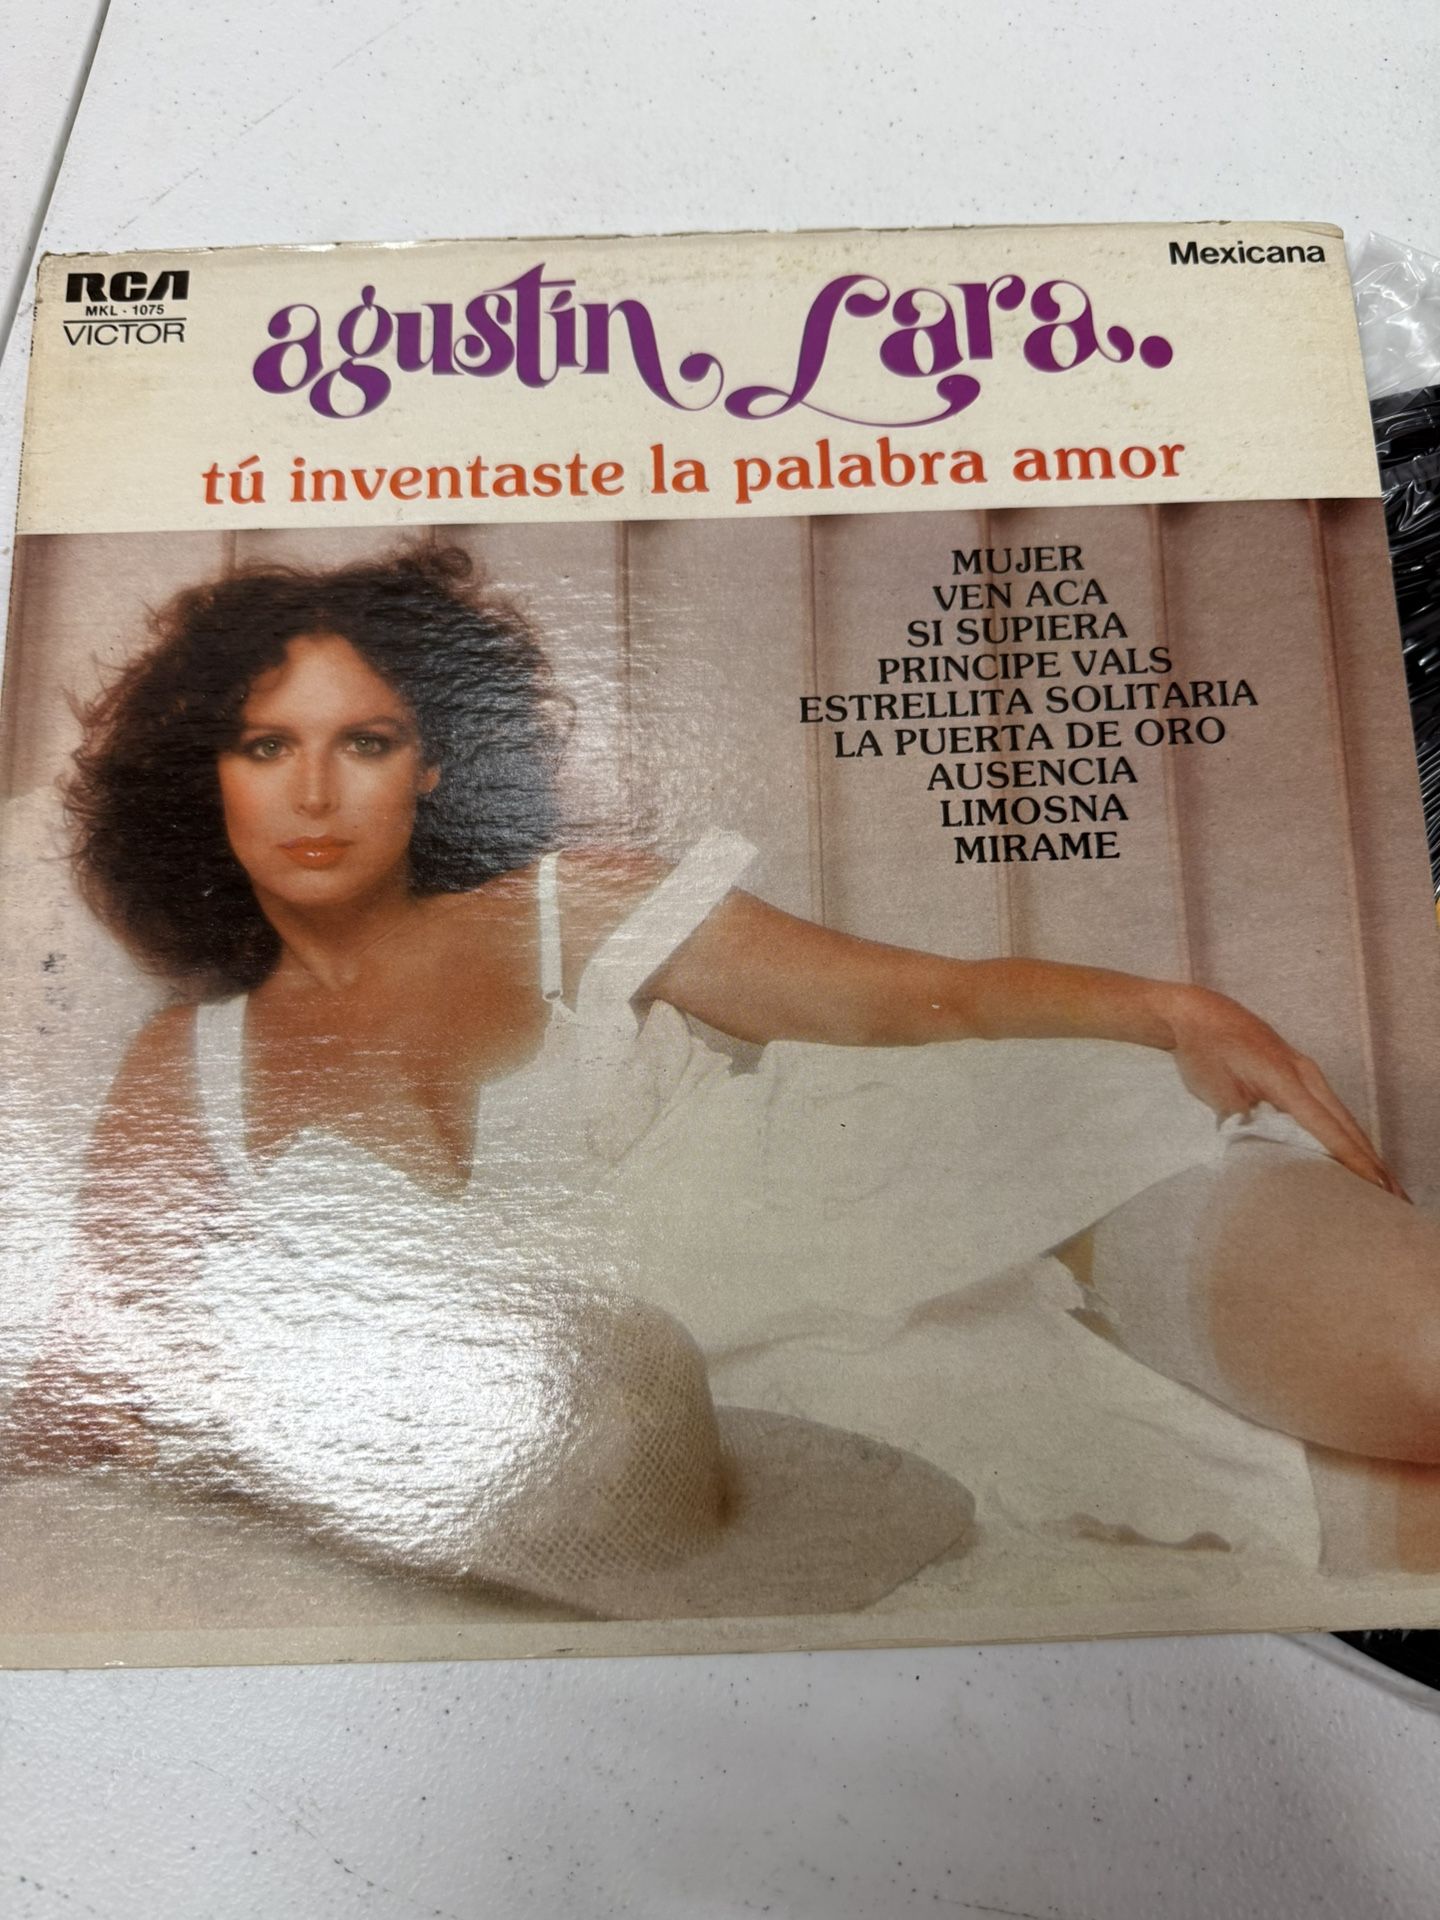 RCA
MKL - 1075
VICTOR
Mexicana
agustín lara..
tú inventaste la palabra amor
MUJER
VEN ACA
SI SUPIERA
PRINCIPE VALS
ESTRELLITA SOLITARIA
LA PUERTA DE ORO
AUSENCIA
LIMOSNA
MIRAME